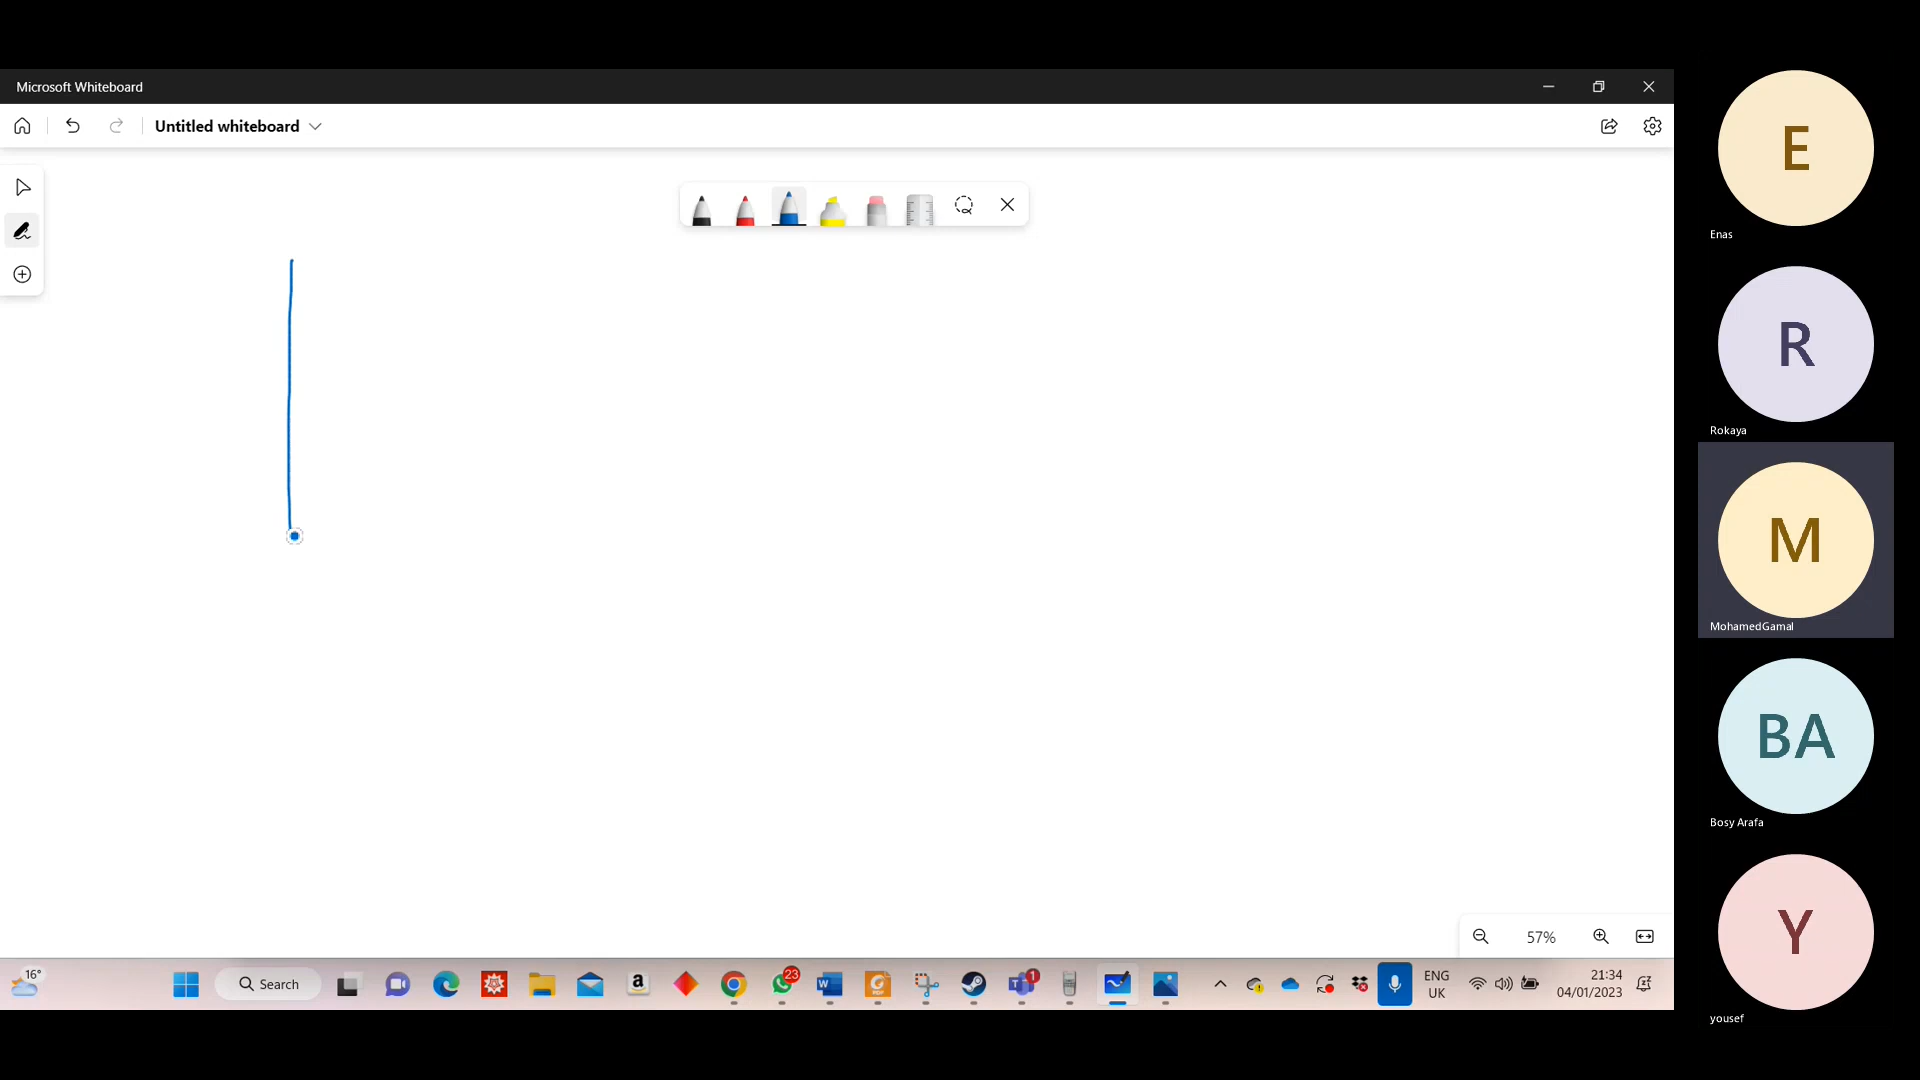 Microsoft Whiteboard
Untitled whiteboard
E
Enas
R
Rokaya
M
MohamedGamal
BA
Bosy Arafa
Y
yousef
57%
16°
Search
a
23
W
PDF
1
ENG
UK
21:34
04/01/2023